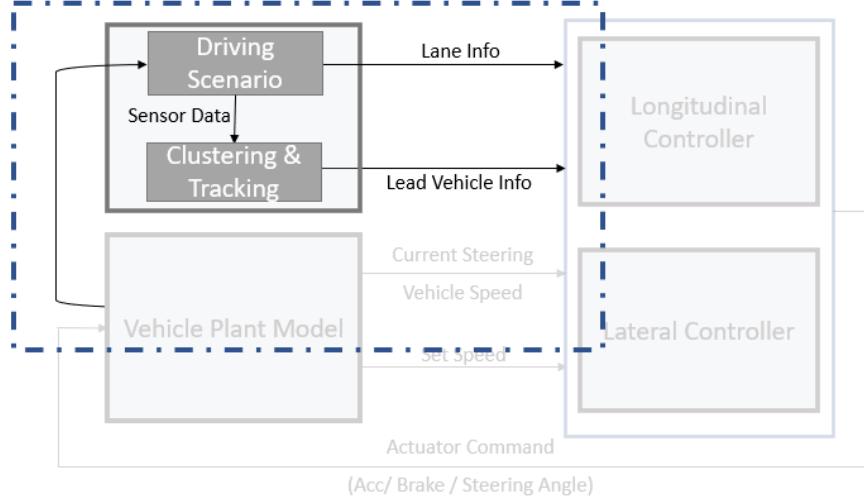 Driving
Scenario
Lane Info
Sensor Data
Clustering &
Tracking
Lead Vehicle Info
Longitudinal
Controller
Current Steering
Vehicle Speed
Vehicle Plant Model
Set Speed
Lateral Controller
Actuator Command
(Acc/ Brake / Steering Angle)